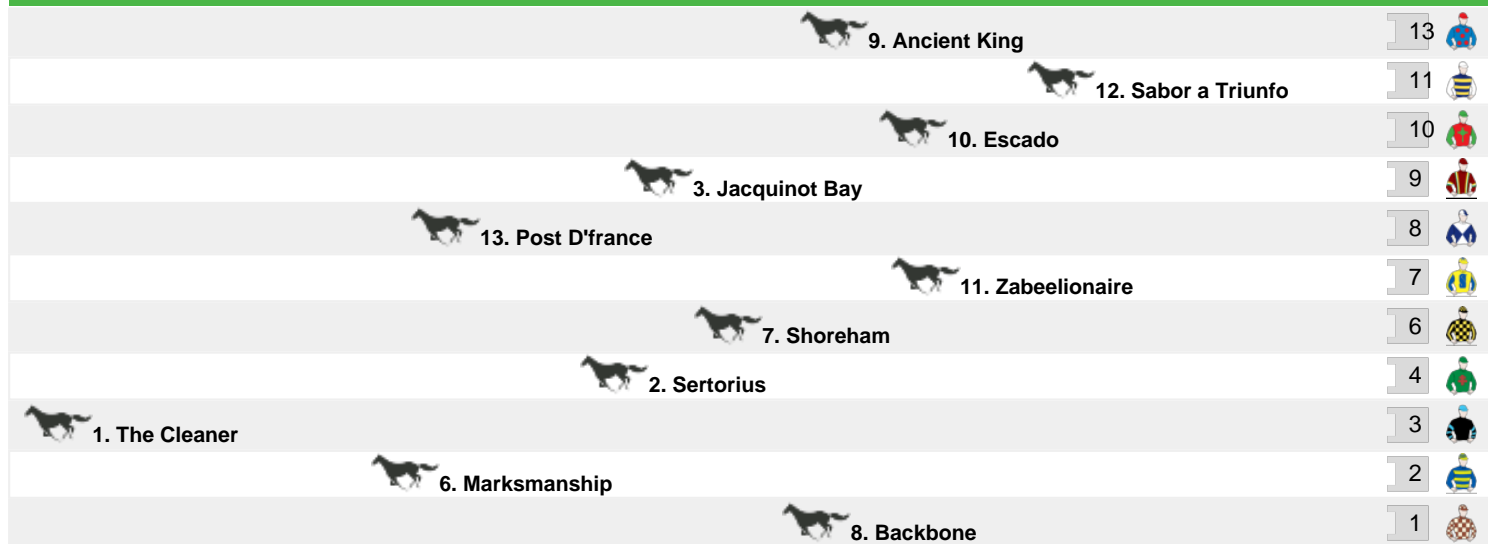 9. Ancient King 13
12. Sabor a Triunfo 11
10. Escado 10
3. Jacquinot Bay 9
13. Post D'france 8
11. Zabeelionaire 7
7. Shoreham 6
2. Sertorius 4
1. The Cleaner 3
6. Marksmanship 2
8. Backbone 1